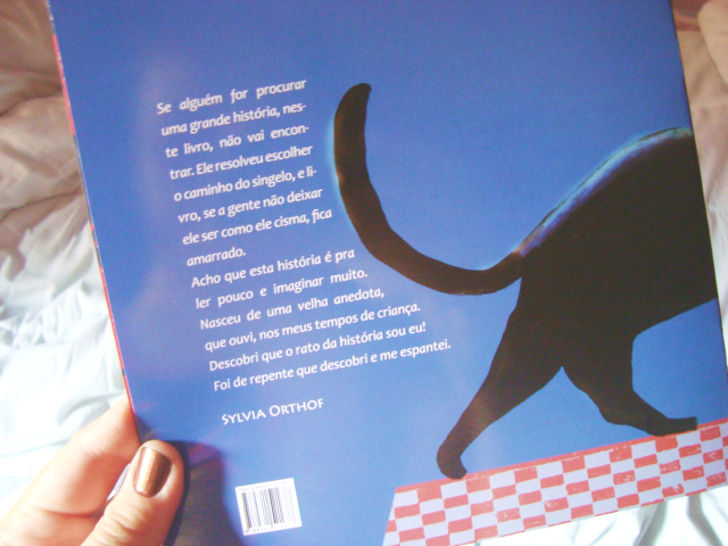 Se alguém for procurar
uma grande história, nes-
te livro, não vai encon-
trar. Ele resolveu escolher
o caminho do singelo, e li-
vro, se a gente não deixar
ele ser como ele cisma, fica
amarrado.
Acho que esta história é pra
ler pouco e imaginar muito.
Nasceu de uma velha anedota,
que ouvi, nos meus tempos de criança.
Descobri que o rato da história sou eu!
Foi de repente que descobri e me espantei.
SYLVIA ORTHOF